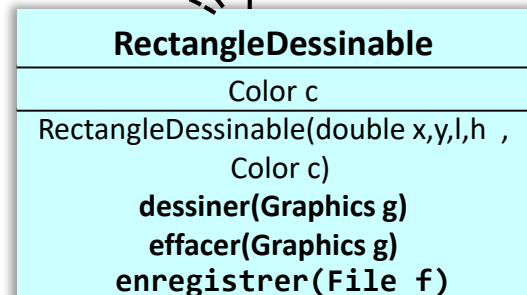 RectangleDessinable
Color c
RectangleDessinable(double x,y,l,h ,
Color c)
dessiner(Graphics g)
effacer(Graphics g)
enregistrer(File f)